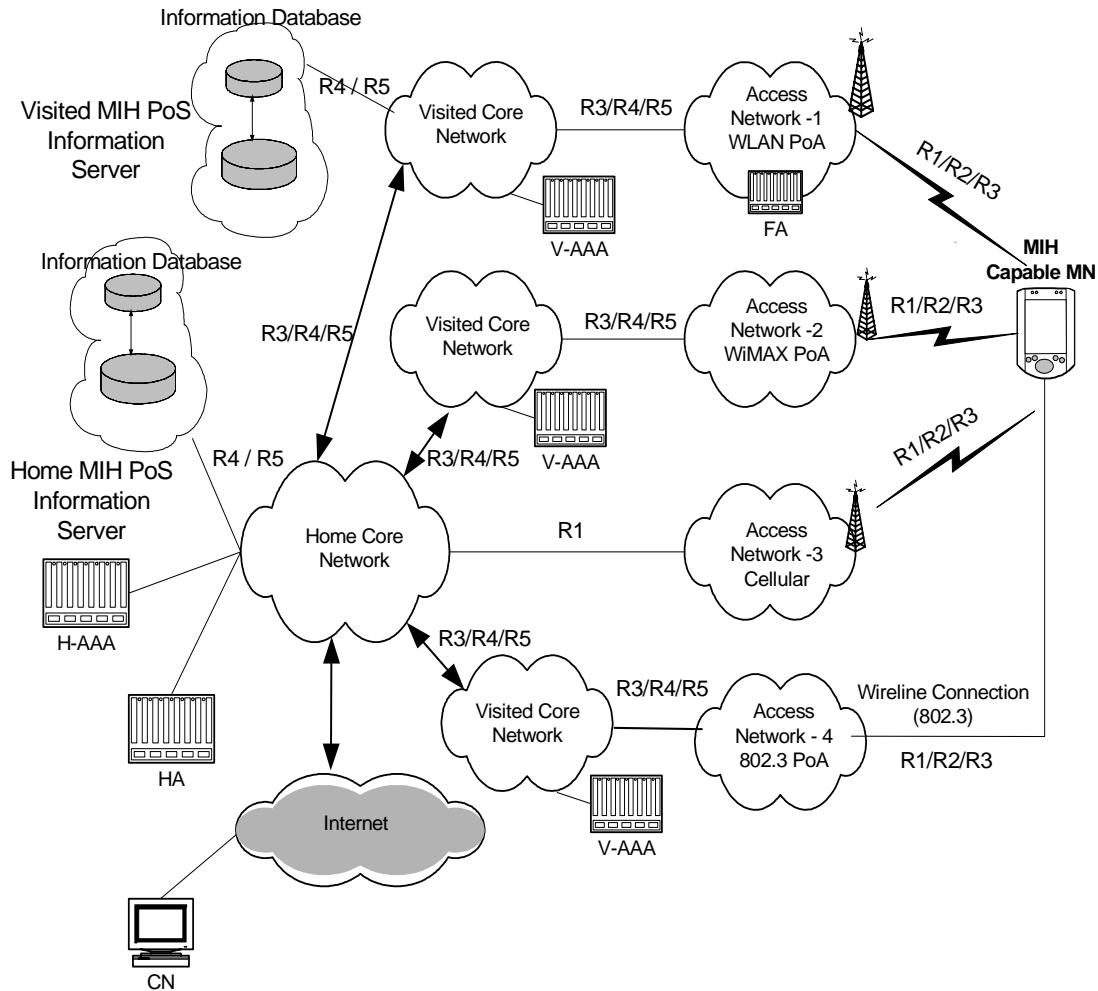 Information Database
R4 / R5
Visited MIH PoS
Information
Server
Visited Core
Network
R3/R4/R5
Access
Network -1
WLAN PoA
R1/R2/R3
V-AAA
FA
MIH
Capable MN
Information Database
R3/R4/R5
Visited Core
Network
R3/R4/R5
Access
Network -2
WiMAX PoA
R1/R2/R3
V-AAA
R3/R4/R5
R4 / R5
Home MIH PoS
Information
Server
Home Core
Network
R1
Access
Network -3
Cellular
R1/R2/R3
H-AAA
R3/R4/R5
HA
Visited Core
Network
R3/R4/R5
Access
Network - 4
802.3 PoA
Wireline Connection
(802.3)
R1/R2/R3
V-AAA
Internet
CN